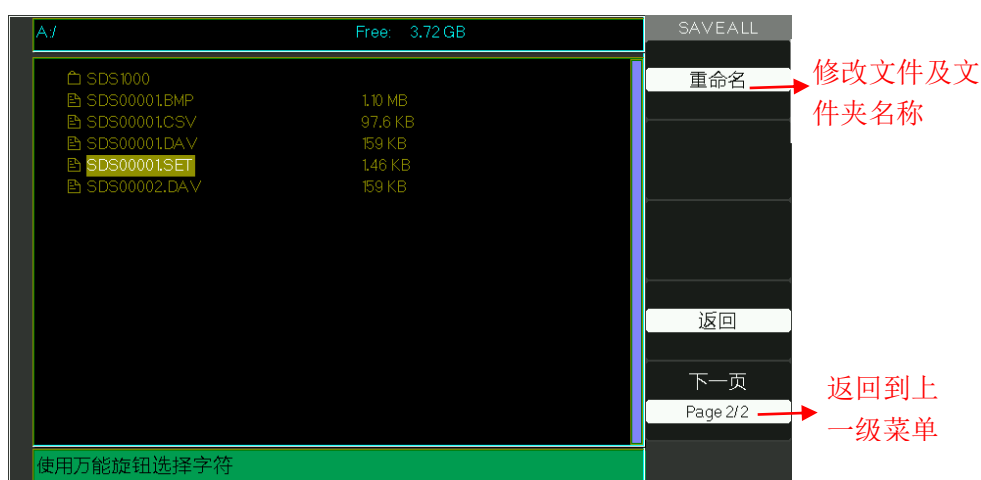 A:/ Free: 3.72 GB
SDS1000
SDS00001.BMP 1.10 MB
SDS00001.CSV 97.6 KB
SDS00001.DAV 159 KB
SDS00001.SET 1.46 KB
SDS00002.DAV 159 KB
使用万能旋钮选择字符
SAVEALL
重命名
返回
下一页
Page 2/2
修改文件及文
件夹名称
返回到上
一级菜单